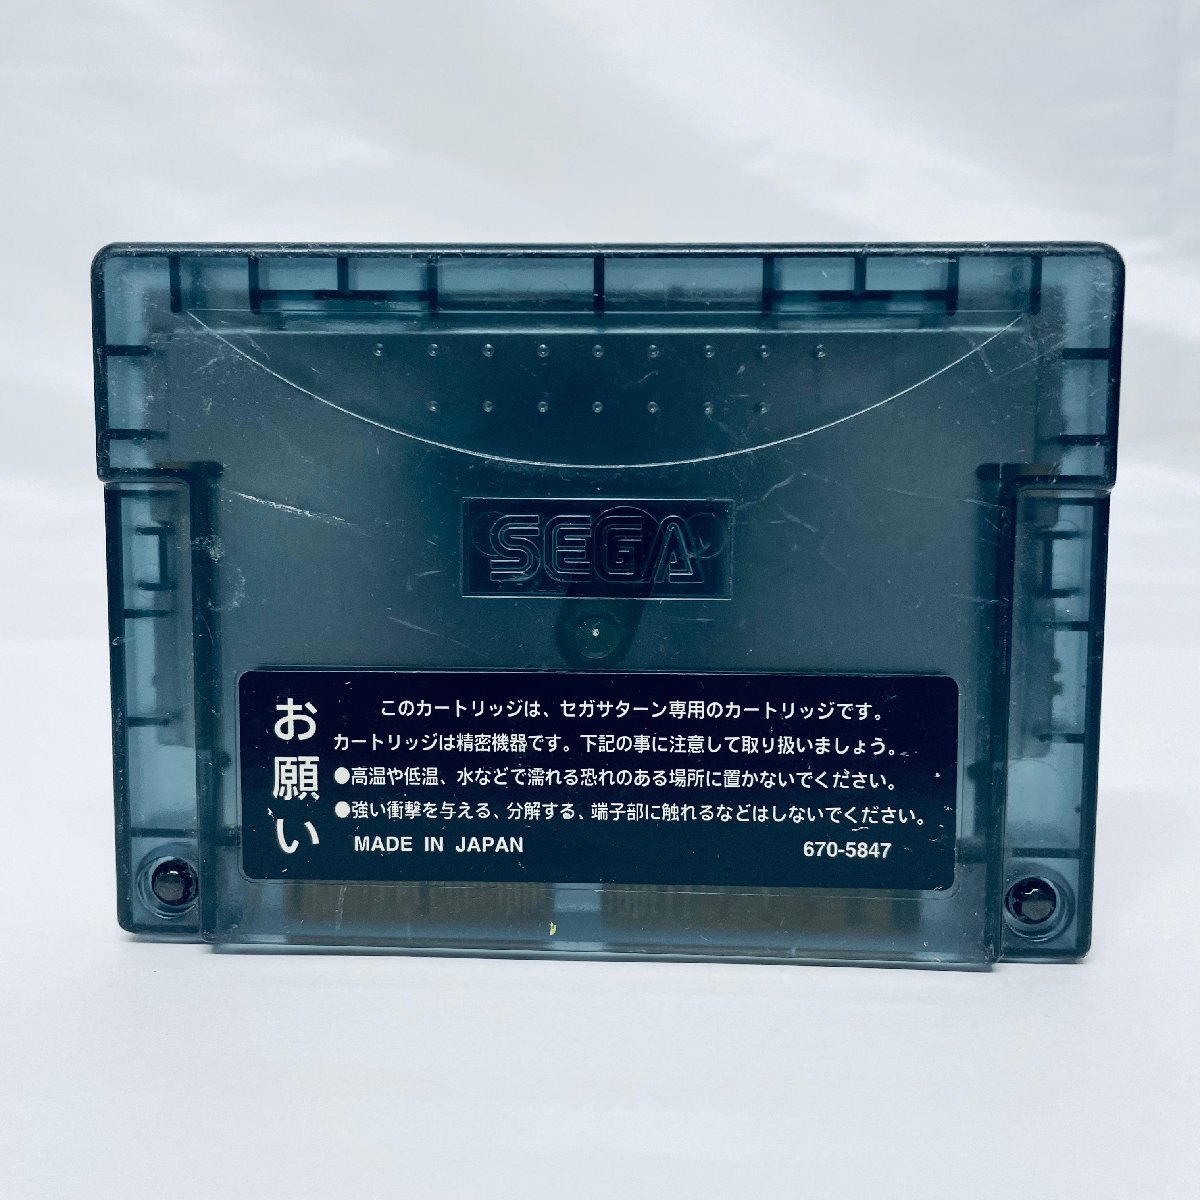 SEGA
お願い
このカートリッジは、セガサターン専用のカートリッジです。
カートリッジは精密機器です。下記の事に注意して取り扱いましょう。
●高温や低温、水などで濡れる恐れのある場所に置かないでください。
●強い衝撃を与える、分解する、端子部に触れるなどはしないでください。
MADE IN JAPAN 670-5847